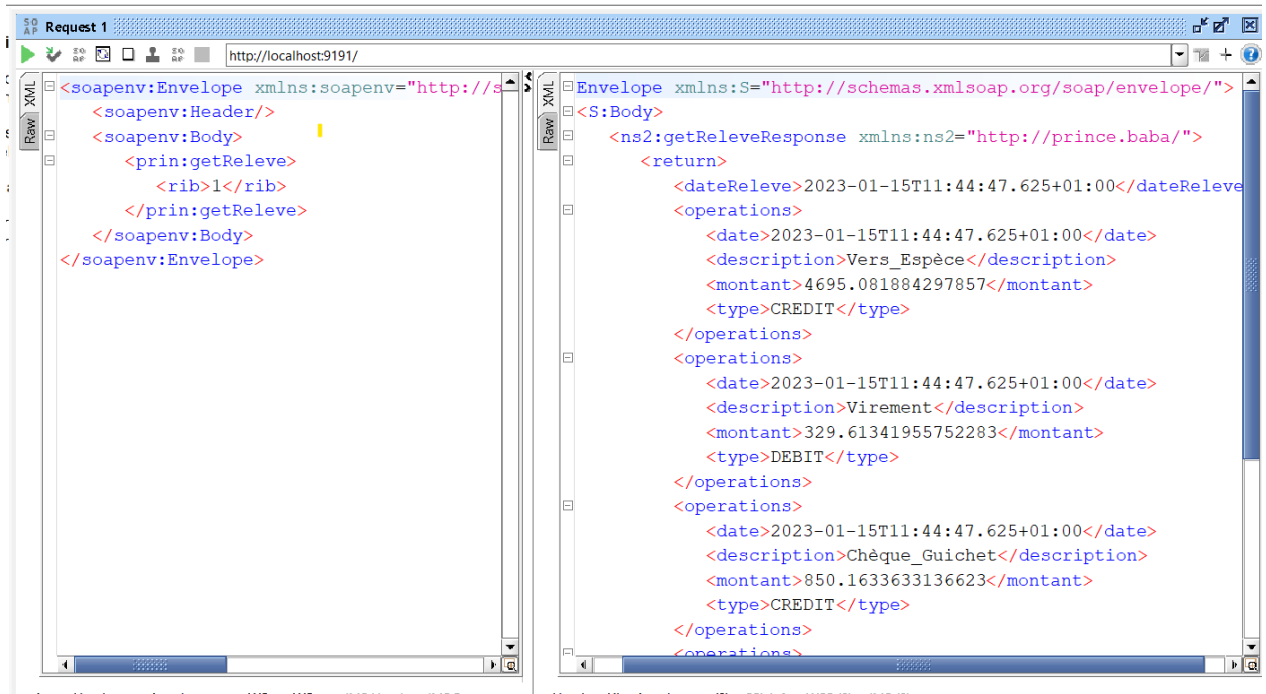 Request 1
http://localhost:9191/
XML
Raw
<soapenv:Envelope xmlns:soapenv="http://s
<soapenv:Header/>
<soapenv:Body>
<prin:getReleve>
<rib>1</rib>
</prin:getReleve>
</soapenv:Body>
</soapenv:Envelope>
XML
Raw
Envelope xmlns:S="http://schemas.xmlsoap.org/soap/envelope/">
<S:Body>
<ns2:getReleveResponse xmlns:ns2="http://prince.baba/">
<return>
<dateReleve>2023-01-15T11:44:47.625+01:00</dateReleve
<operations>
<date>2023-01-15T11:44:47.625+01:00</date>
<description>Vers_Espèce</description>
<montant>4695.081884297857</montant>
<type>CREDIT</type>
</operations>
<operations>
<date>2023-01-15T11:44:47.625+01:00</date>
<description>Virement</description>
<montant>329.61341955752283</montant>
<type>DEBIT</type>
</operations>
<operations>
<date>2023-01-15T11:44:47.625+01:00</date>
<description>Chèque_Guichet</description>
<montant>850.1633633136623</montant>
<type>CREDIT</type>
</operations>
<operations>